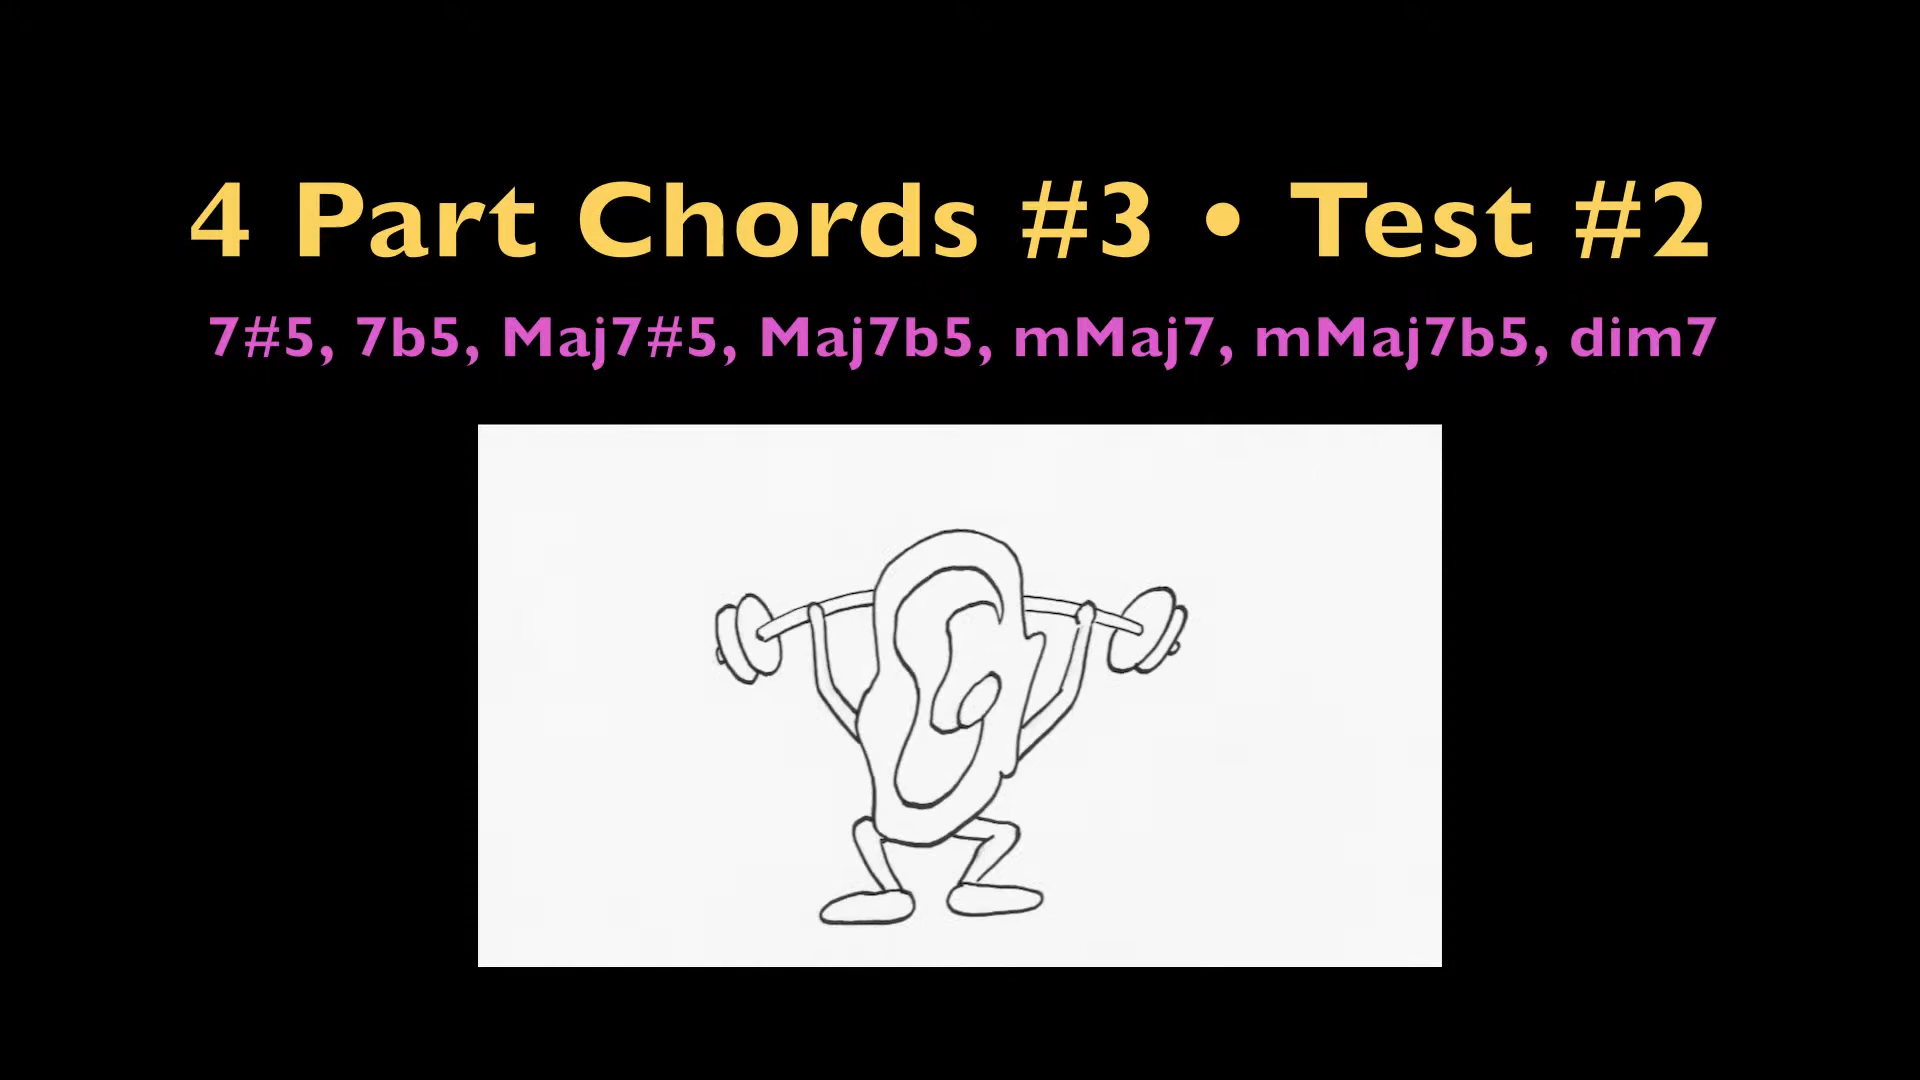 4 Part Chords #3 • Test #2
7#5, 7b5, Maj7#5, Maj7b5, mMaj7, mMaj7b5, dim7